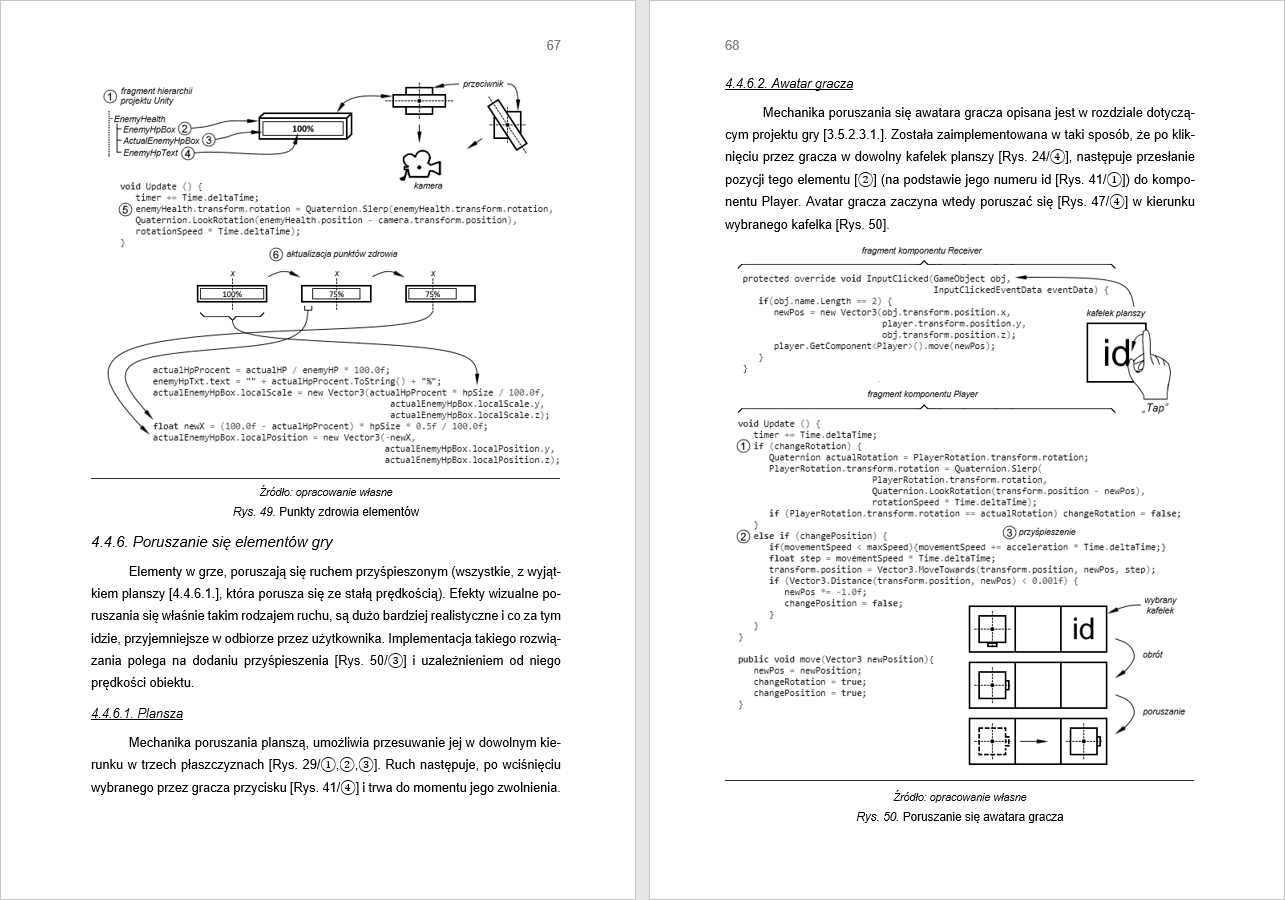 67
① fragment hierarchii
projektu Unity
EnemyHealth
EnemyHpBox ②
ActualEnemyHpBox ③
EnemyHpText ④
100%
przeciwnik
kamera
void Update () {
timer += Time.deltaTime;
⑤ enemyHealth.transform.rotation = Quaternion.Slerp(enemyHealth.transform.rotation,
Quaternion.LookRotation(enemyHealth.position - camera.transform.position),
rotationSpeed * Time.deltaTime);
}
⑥ aktualizacja punktów zdrowia
x x x
100% 75% 75%
actualHpProcent = actualHP / enemyHP * 100.0f;
enemyHpTxt.text = "" + actualHpProcent.ToString() + "%";
actualEnemyHpBox.localScale = new Vector3(actualHpProcent * hpSize / 100.0f,
actualEnemyHpBox.localScale.y,
actualEnemyHpBox.localScale.z);
float newX = (100.0f - actualHpProcent) * hpSize * 0.5f / 100.0f;
actualEnemyHpBox.localPosition = new Vector3(-newX,
actualEnemyHpBox.localPosition.y,
actualEnemyHpBox.localPosition.z);
Źródło: opracowanie własne
Rys. 49. Punkty zdrowia elementów
4.4.6. Poruszanie się elementów gry
Elementy w grze, poruszają się ruchem przyśpieszonym (wszystkie, z wyjąt-
kiem planszy [4.4.6.1.], która porusza się ze stałą prędkością). Efekty wizualne po-
ruszania się właśnie takim rodzajem ruchu, są dużo bardziej realistyczne i co za tym
idzie, przyjemniejsze w odbiorze przez użytkownika. Implementacja takiego rozwią-
zania polega na dodaniu przyśpieszenia [Rys. 50/③] i uzależnieniem od niego
prędkości obiektu.
4.4.6.1. Plansza
Mechanika poruszania planszą, umożliwia przesuwanie jej w dowolnym kie-
runku w trzech płaszczyznach [Rys. 29/①,②,③]. Ruch następuje, po wciśnięciu
wybranego przez gracza przycisku [Rys. 41/④] i trwa do momentu jego zwolnienia.
68
4.4.6.2. Awatar gracza
Mechanika poruszania się awatara gracza opisana jest w rozdziale dotyczą-
cym projektu gry [3.5.2.3.1.]. Została zaimplementowana w taki sposób, że po klik-
nięciu przez gracza w dowolny kafelek planszy [Rys. 24/④], następuje przesłanie
pozycji tego elementu [②] (na podstawie jego numeru id [Rys. 41/①]) do kompo-
nentu Player. Awatar gracza zaczyna wtedy poruszać się [Rys. 47/④] w kierunku
wybranego kafelka [Rys. 50].
fragment komponentu Receiver
protected override void InputClicked(GameObject obj,
InputClickedEventData eventData) {
if(obj.name.Length == 2) {
newPos = new Vector3(obj.transform.position.x,
player.transform.position.y,
obj.transform.position.z);
player.GetComponent<Player>().move(newPos);
}
}
kafelek planszy
id
„Tap”
fragment komponentu Player
void Update () {
timer += Time.deltaTime;
① if (changeRotation) {
Quaternion actualRotation = PlayerRotation.transform.rotation;
PlayerRotation.transform.rotation = Quaternion.Slerp(
PlayerRotation.transform.rotation,
Quaternion.LookRotation(transform.position - newPos),
rotationSpeed * Time.deltaTime);
if (PlayerRotation.transform.rotation == actualRotation) changeRotation = false;
}
② else if (changePosition) {
③ przyśpieszenie
if(movementSpeed < maxSpeed){movementSpeed += acceleration * Time.deltaTime;}
float step = movementSpeed * Time.deltaTime;
transform.position = Vector3.MoveTowards(transform.position, newPos, step);
if (Vector3.Distance(transform.position, newPos) < 0.001f) {
newPos *= -1.0f;
changePosition = false;
}
}
}
public void move(Vector3 newPosition){
newPos = newPosition;
changeRotation = true;
changePosition = true;
}
wybrany
kafelek
id
obrót
poruszanie
Źródło: opracowanie własne
Rys. 50. Poruszanie się awatara gracza